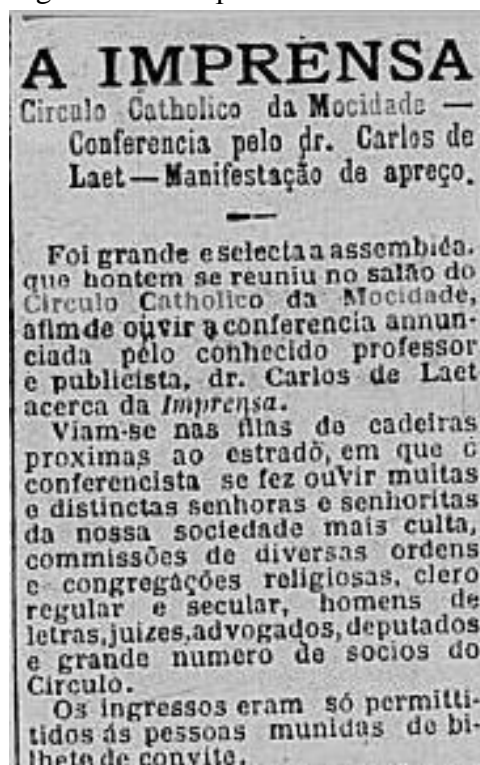 A IMPRENSA
Circulo Catholico da Mocidade —
Conferencia pelo dr. Carlos de
Laet — Manifestação de apreço.
Foi grande e selecta a assembléa.
que hontem se reuniu no salão do
Circulo Catholico da Mocidade,
afim de ouvir a conferencia annun-
ciada pelo conhecido professor
e publicista, dr. Carlos de Laet
acerca da Imprensa.
Viam-se nas filas de cadeiras
proximas ao estrado, em que o
conferencista se fez ouvir muitas
e distinctas senhoras e senhoritas
da nossa sociedade mais culta,
commissões de diversas ordens
e congregações religiosas, clero
regular e secular, homens de
letras, juizes, advogados, deputados
e grande numero de socios do
Circulo.
Os ingressos eram só permitti-
tidos ás pessoas munidas de bi-
lhete de convite.